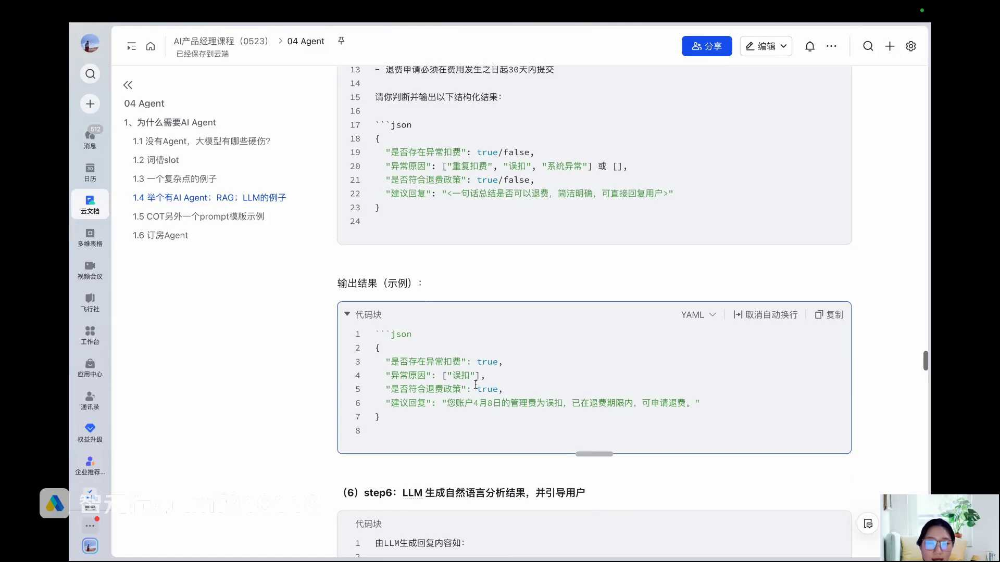 AI产品经理课程（0523） > 04 Agent
已经保存到云端
分享
编辑
512
消息
30
日历
云文档
多维表格
视频会议
飞行社
工作台
应用中心
通讯录
权益升级
企业推荐...
04 Agent
1、为什么需要AI Agent
1.1 没有Agent，大模型有哪些硬伤?
1.2 词槽slot
1.3 一个复杂点的例子
1.4 举个有AI Agent；RAG；LLM的例子
1.5 COT另外一个prompt模版示例
1.6 订房Agent
13 - 退费申请必须在费用发生之日起30天内提交
14
15 请你判断并输出以下结构化结果：
16
17 ```json
18 {
19 "是否存在异常扣费": true/false,
20 "异常原因": ["重复扣费", "误扣", "系统异常"] 或 [],
21 "是否符合退费政策": true/false,
22 "建议回复": "<一句话总结是否可以退费，简洁明确，可直接回复用户>"
23 }
24
输出结果（示例）：
代码块 YAML 取消自动换行 复制
1 ```json
2 {
3 "是否存在异常扣费": true,
4 "异常原因": ["误扣"],
5 "是否符合退费政策": true,
6 "建议回复": "您账户4月8日的管理费为误扣，已在退费期限内，可申请退费。"
7 }
8
（6）step6：LLM 生成自然语言分析结果，并引导用户
代码块
1 由LLM生成回复内容如：
2